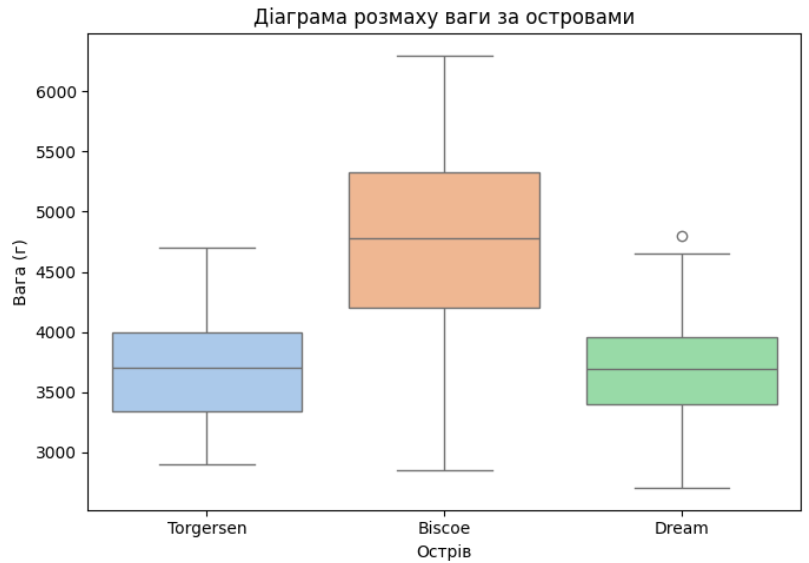 Діаграма розмаху ваги за островами
Вага (г)
6000
5500
5000
4500
4000
3500
3000
Torgersen
Biscoe
Dream
Острів